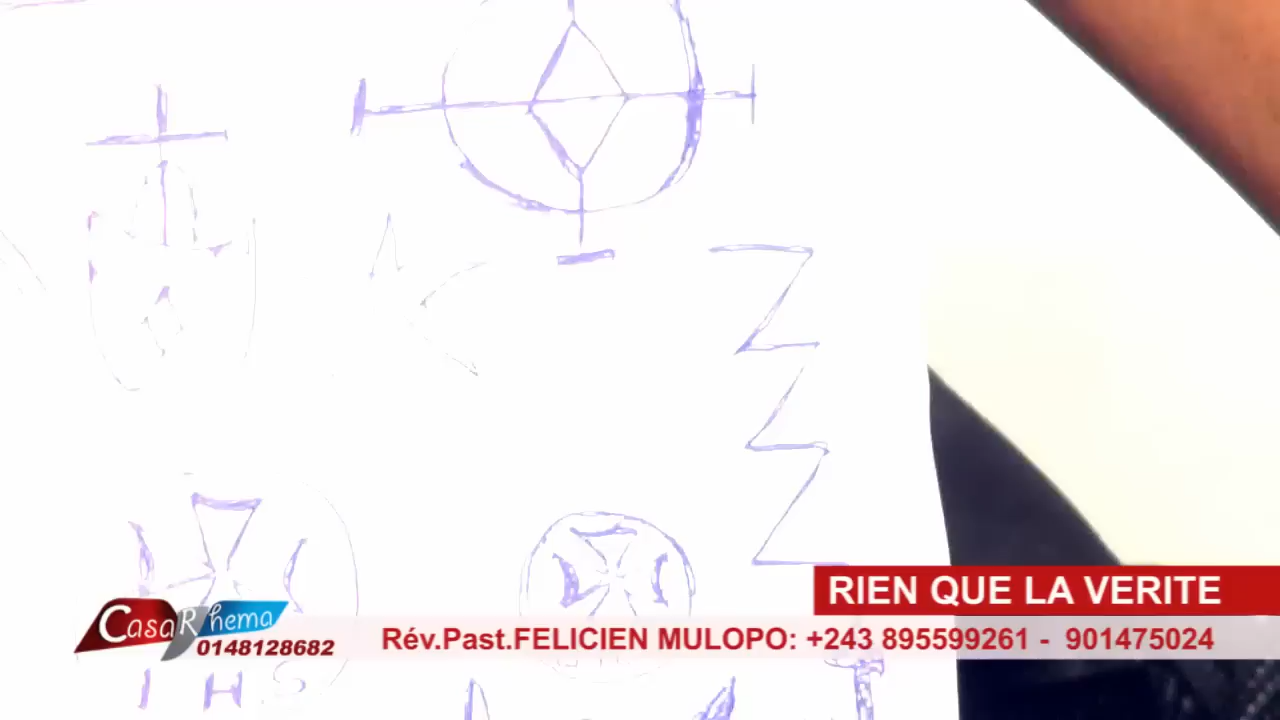 RIEN QUE LA VERITE
CasaRhema
0148128682
Rév.Past.FELICIEN MULOPO: +243 895599261 - 901475024
I H S